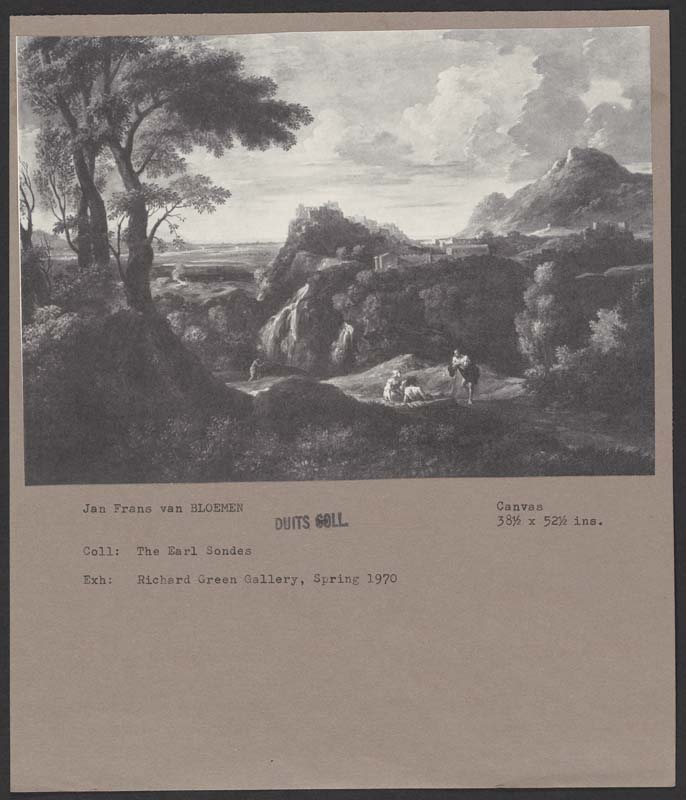 Jan Frans van BLOEMEN
Canvas
38½ x 52½ ins.
DUITS COLL.
Coll: The Earl Sondes
Exh: Richard Green Gallery, Spring 1970